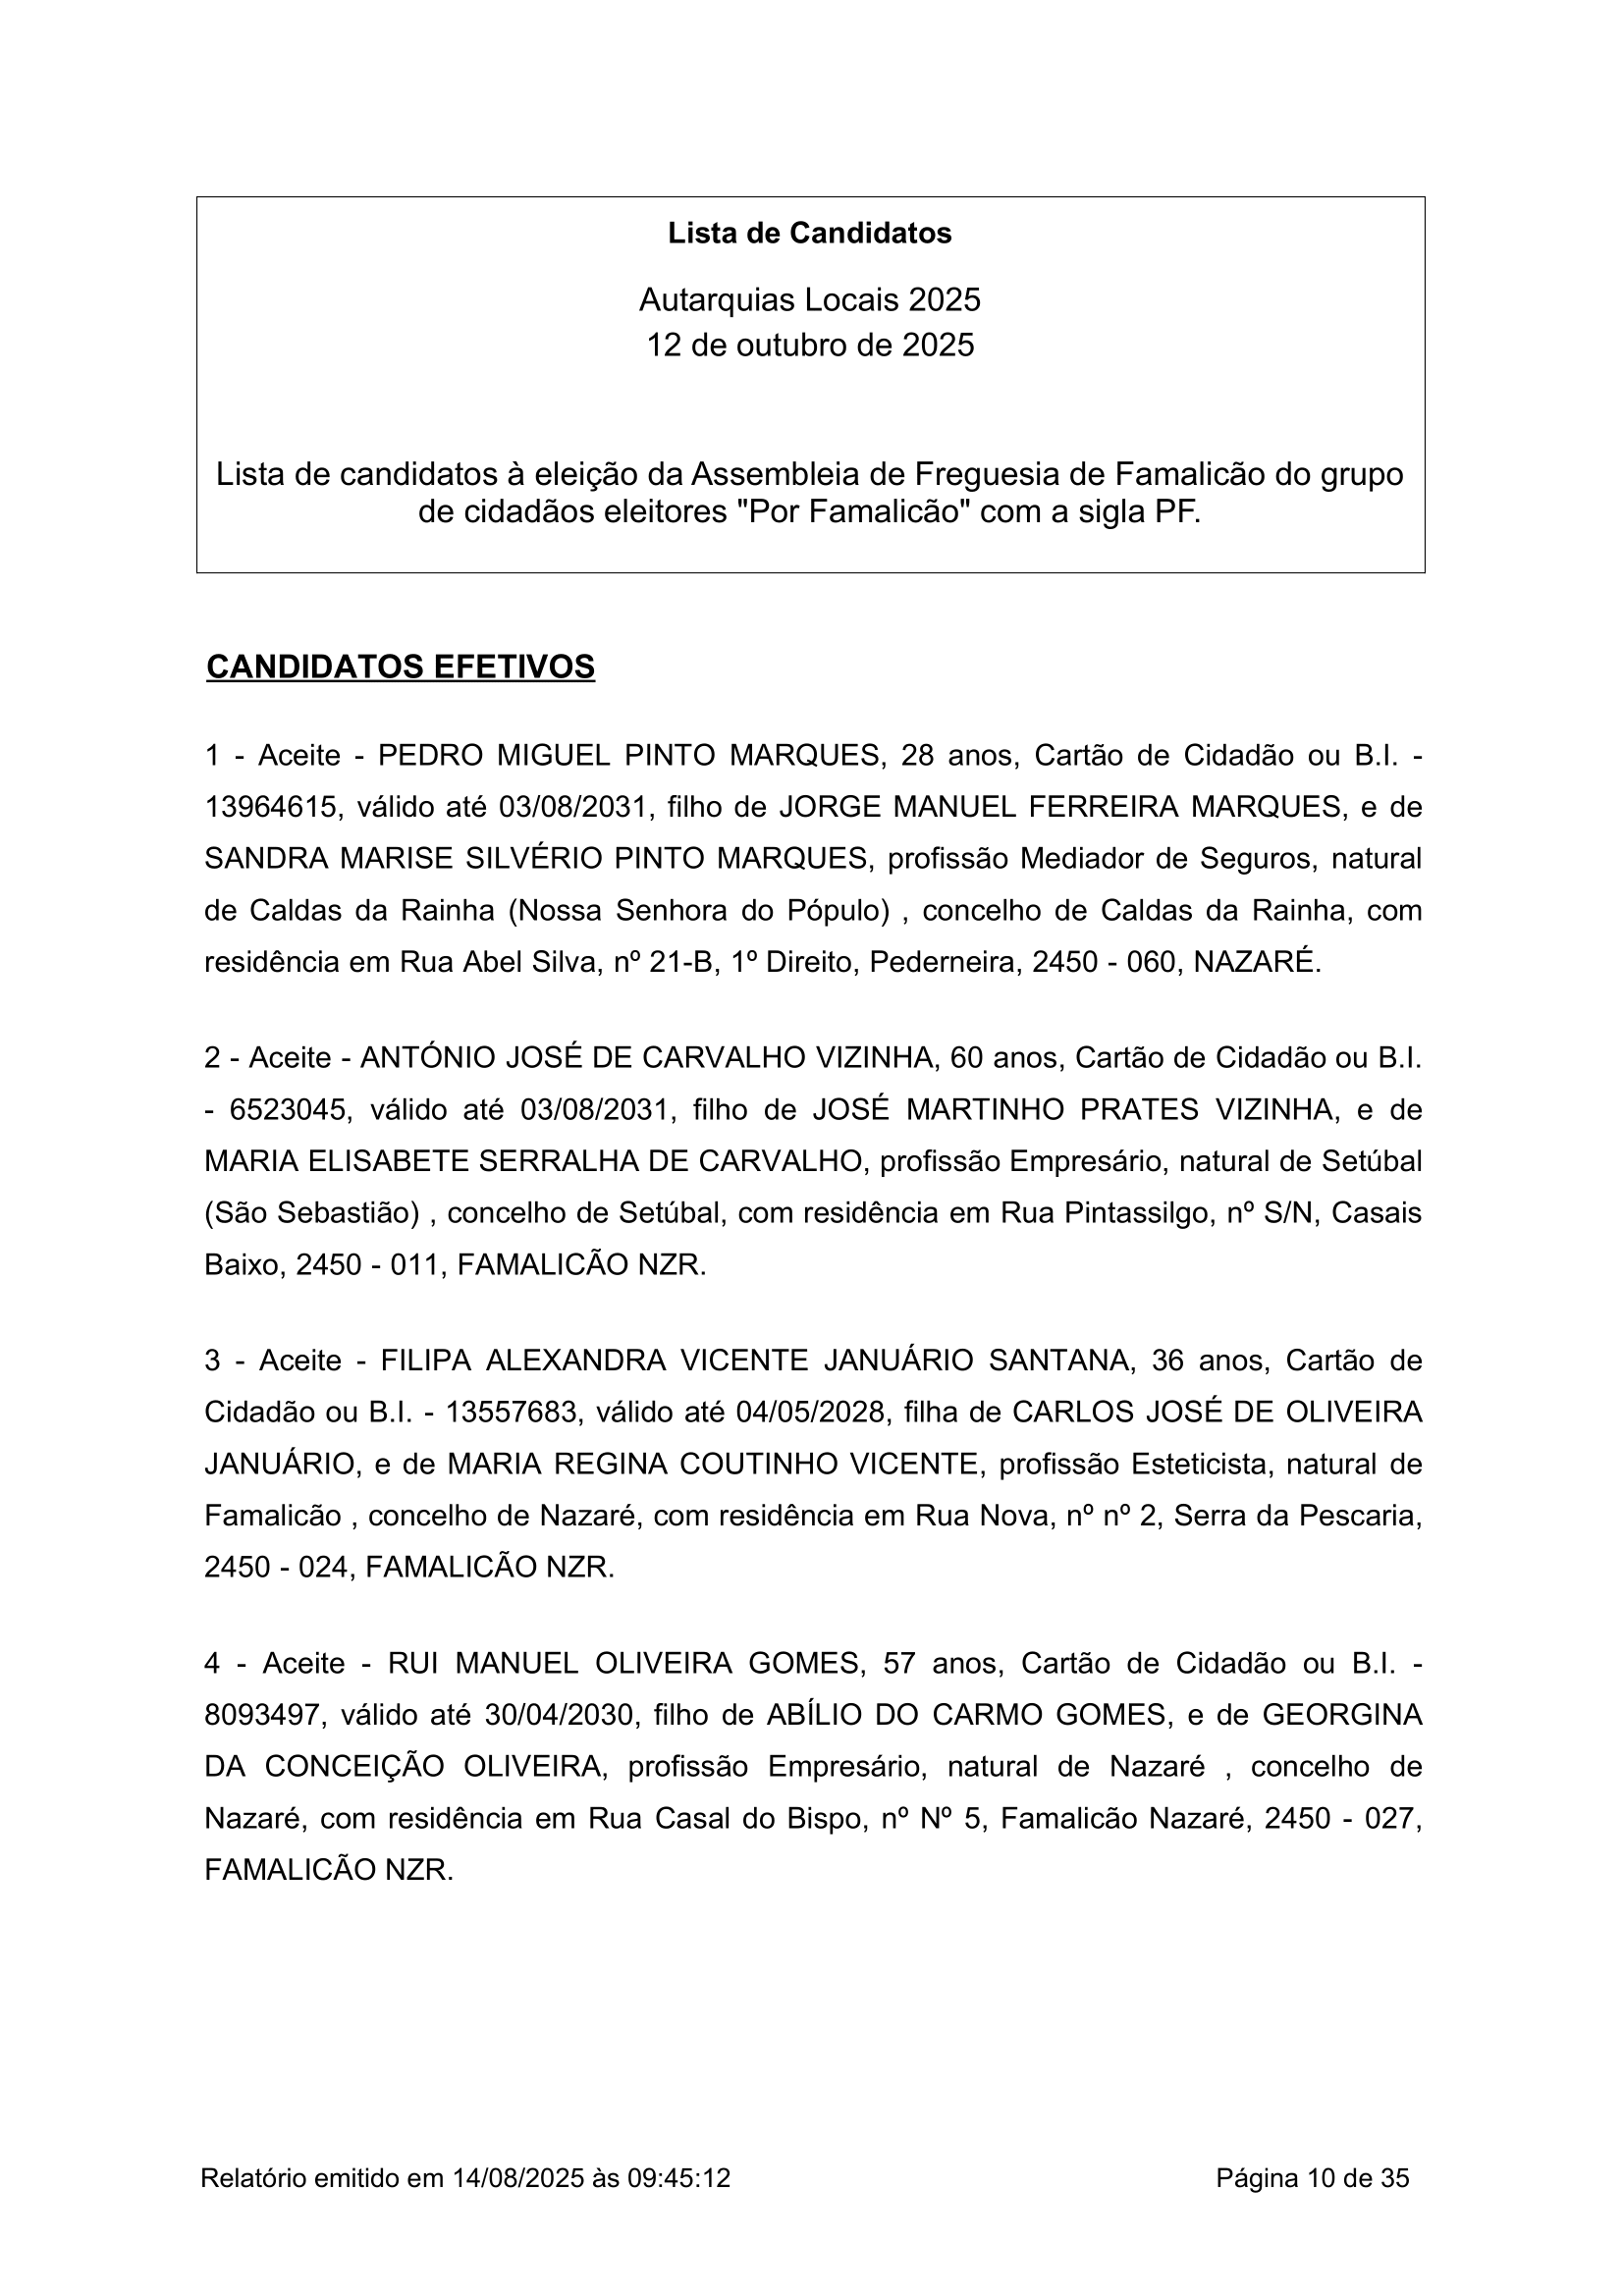 Lista de Candidatos
Autarquias Locais 2025
12 de outubro de 2025
Lista de candidatos à eleição da Assembleia de Freguesia de Famalicão do grupo
de cidadãos eleitores "Por Famalicão" com a sigla PF.
CANDIDATOS EFETIVOS
1 - Aceite - PEDRO MIGUEL PINTO MARQUES, 28 anos, Cartão de Cidadão ou B.I. -
13964615, válido até 03/08/2031, filho de JORGE MANUEL FERREIRA MARQUES, e de
SANDRA MARISE SILVÉRIO PINTO MARQUES, profissão Mediador de Seguros, natural
de Caldas da Rainha (Nossa Senhora do Pópulo) , concelho de Caldas da Rainha, com
residência em Rua Abel Silva, nº 21-B, 1º Direito, Pederneira, 2450 - 060, NAZARÉ.
2 - Aceite - ANTÓNIO JOSÉ DE CARVALHO VIZINHA, 60 anos, Cartão de Cidadão ou B.I.
- 6523045, válido até 03/08/2031, filho de JOSÉ MARTINHO PRATES VIZINHA, e de
MARIA ELISABETE SERRALHA DE CARVALHO, profissão Empresário, natural de Setúbal
(São Sebastião) , concelho de Setúbal, com residência em Rua Pintassilgo, nº S/N, Casais
Baixo, 2450 - 011, FAMALICÃO NZR.
3 - Aceite - FILIPA ALEXANDRA VICENTE JANUÁRIO SANTANA, 36 anos, Cartão de
Cidadão ou B.I. - 13557683, válido até 04/05/2028, filha de CARLOS JOSÉ DE OLIVEIRA
JANUÁRIO, e de MARIA REGINA COUTINHO VICENTE, profissão Esteticista, natural de
Famalicão , concelho de Nazaré, com residência em Rua Nova, nº nº 2, Serra da Pescaria,
2450 - 024, FAMALICÃO NZR.
4 - Aceite - RUI MANUEL OLIVEIRA GOMES, 57 anos, Cartão de Cidadão ou B.I. -
8093497, válido até 30/04/2030, filho de ABÍLIO DO CARMO GOMES, e de GEORGINA
DA CONCEIÇÃO OLIVEIRA, profissão Empresário, natural de Nazaré , concelho de
Nazaré, com residência em Rua Casal do Bispo, nº Nº 5, Famalicão Nazaré, 2450 - 027,
FAMALICÃO NZR.
Relatório emitido em 14/08/2025 às 09:45:12
Página 10 de 35